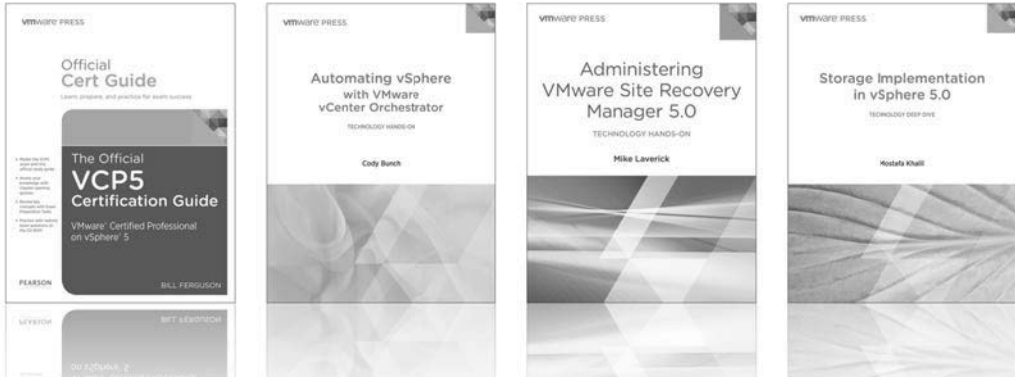 vmware PRESS
Official
Cert Guide
Learn, prepare, and practice for exam success
The Official
VCP5
Certification Guide
VMware® Certified Professional
on vSphere® 5
PEARSON
BILL FERGUSON
vmware PRESS
Automating vSphere
with VMware
vCenter Orchestrator
TECHNOLOGY HANDS-ON
Cody Bunch
vmware PRESS
Administering
VMware Site Recovery
Manager 5.0
TECHNOLOGY HANDS-ON
Mike Laverick
vmware PRESS
Storage Implementation
in vSphere 5.0
TECHNOLOGY DEEP DIVE
Mostafa Khalil